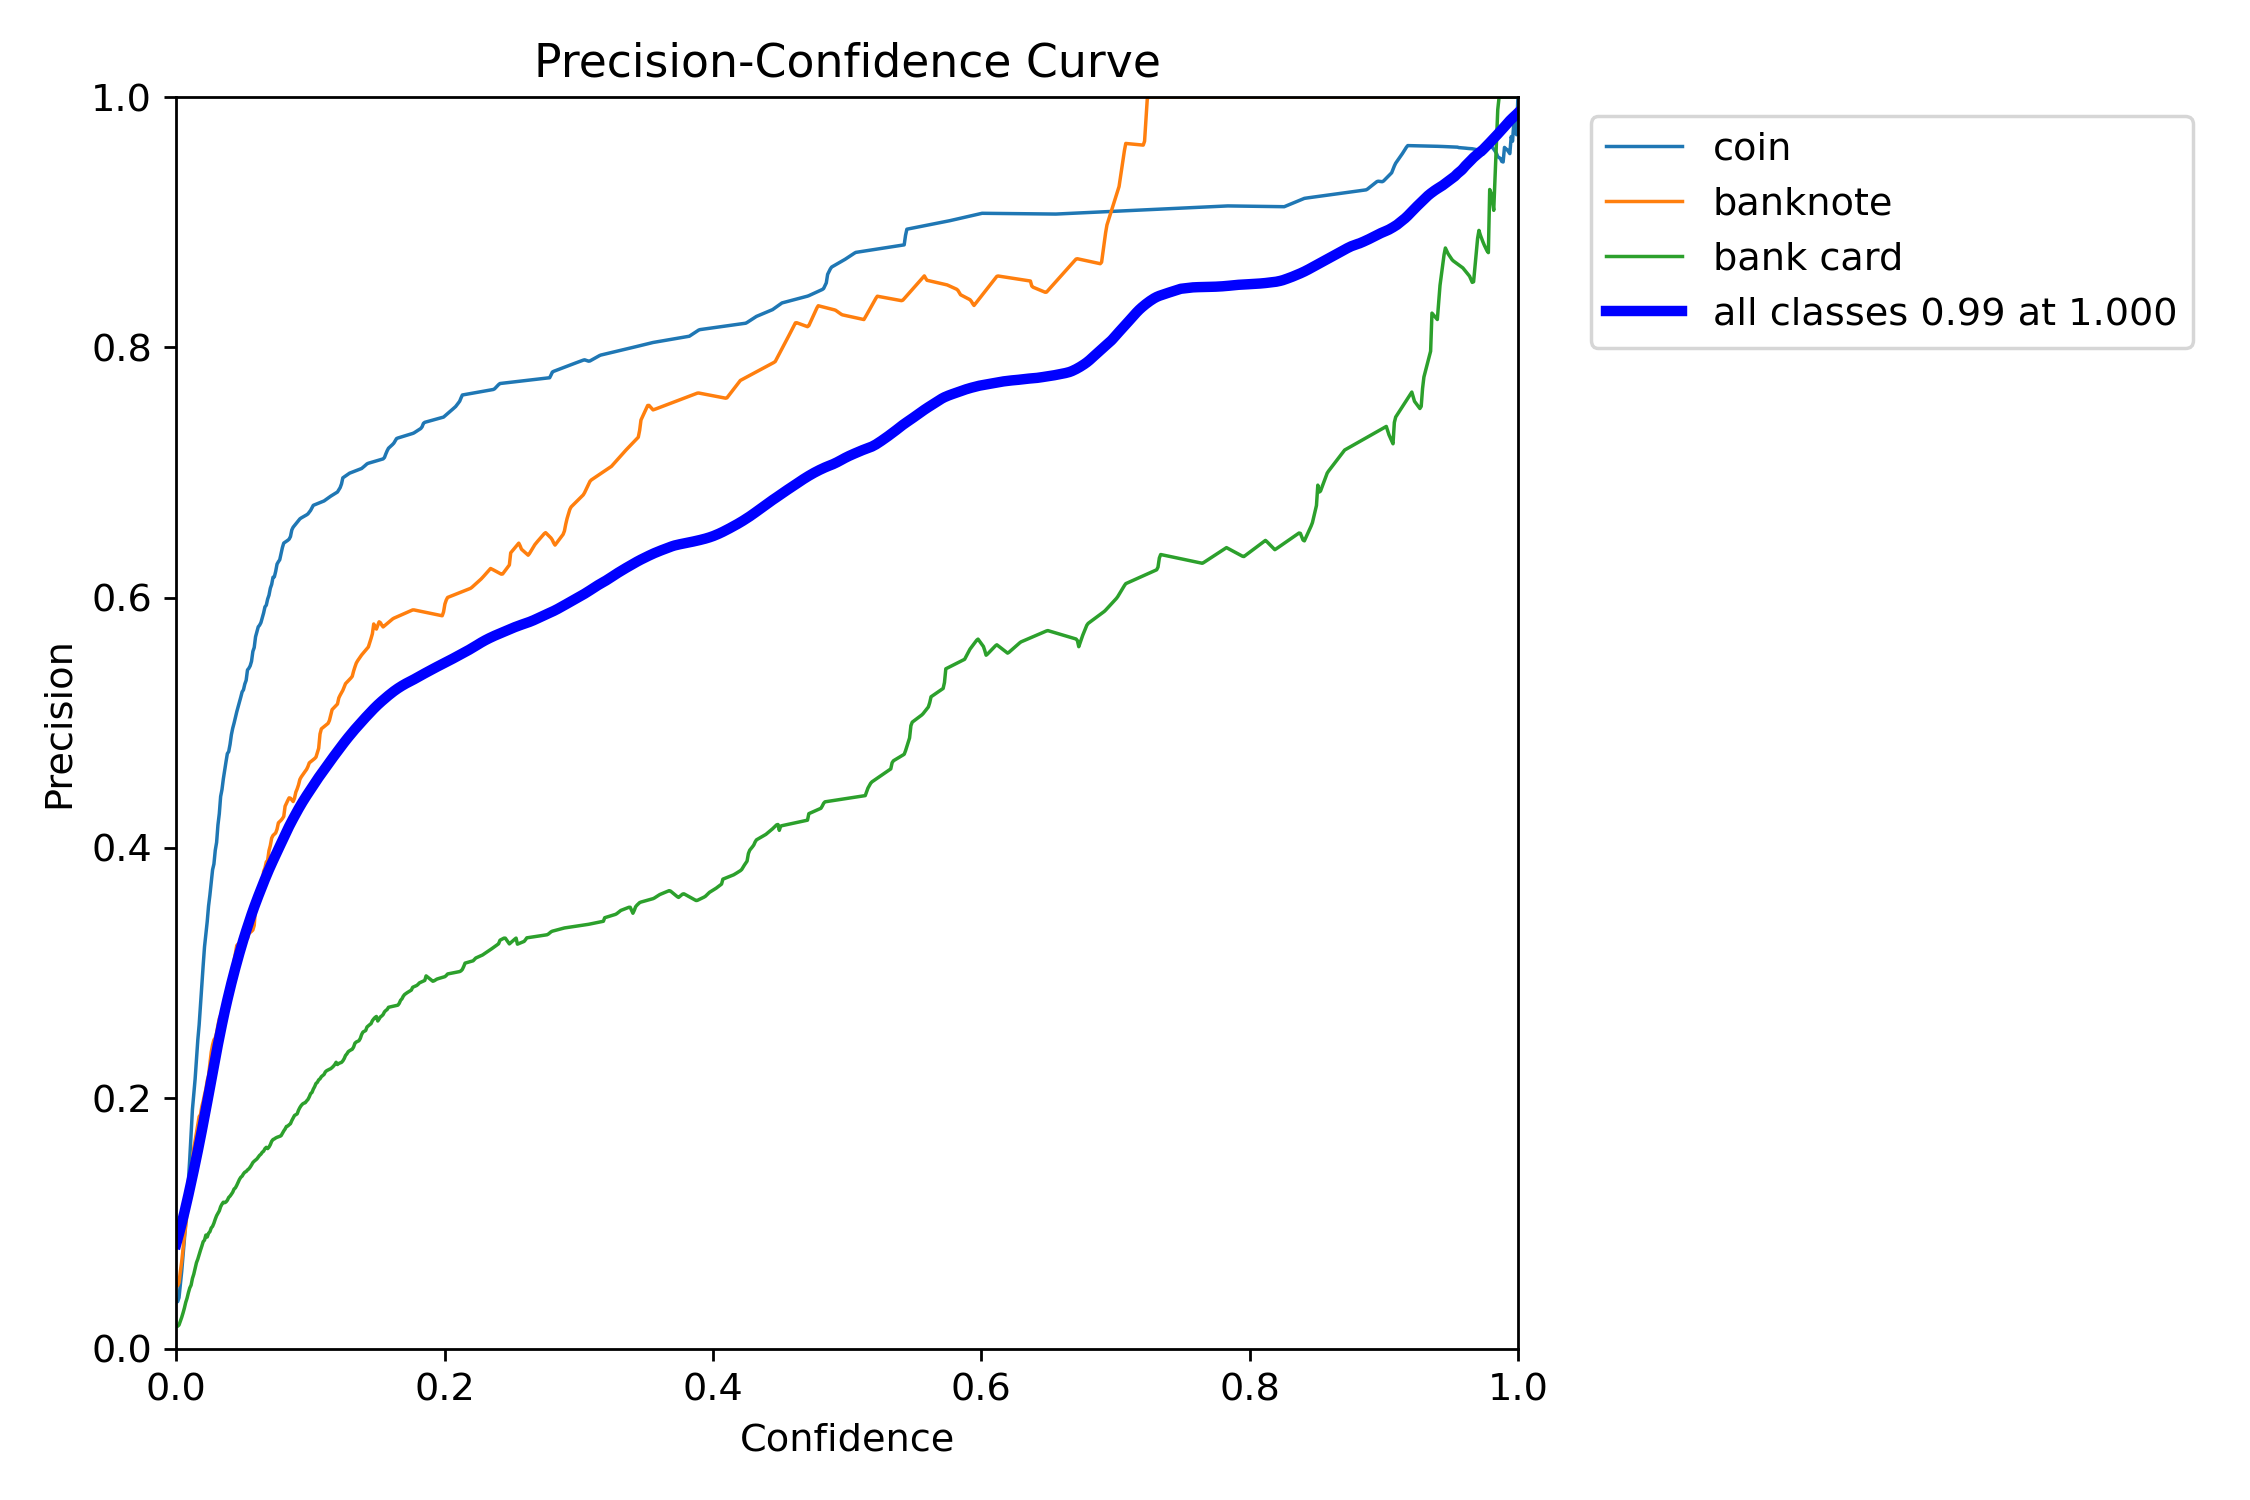 Precision-Confidence Curve
coin
banknote
bank card
all classes 0.99 at 1.000
Precision
1.0
0.8
0.6
0.4
0.2
0.0
0.0 0.2 0.4 0.6 0.8 1.0
Confidence